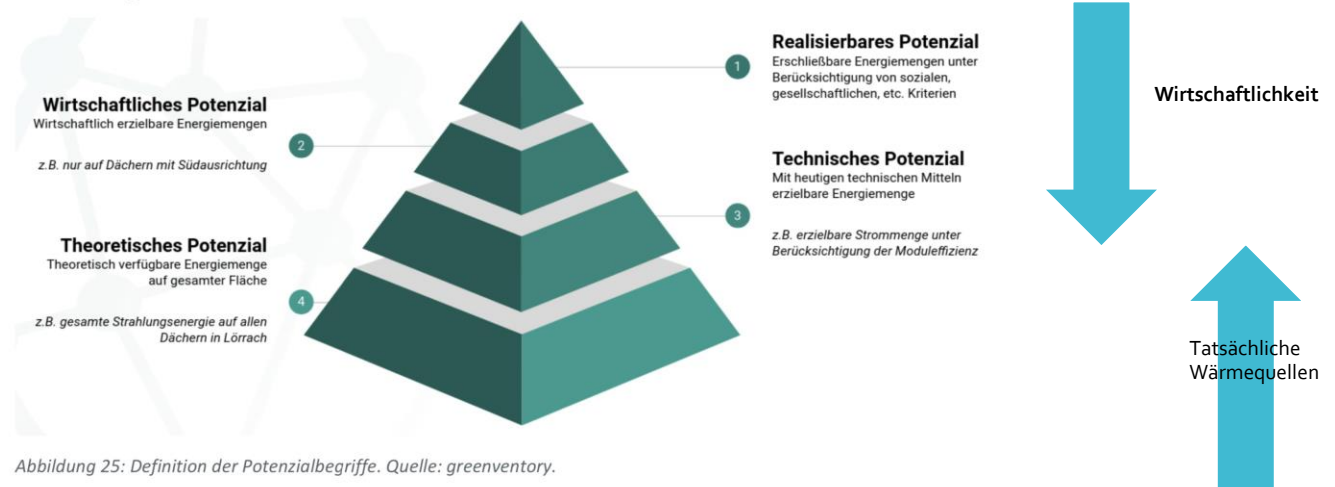 Realisierbares Potenzial
Erschließbare Energiemengen unter
Berücksichtigung von sozialen,
gesellschaftlichen, etc. Kriterien
1
Wirtschaftliches Potenzial
Wirtschaftlich erzielbare Energiemengen
z.B. nur auf Dächern mit Südausrichtung
2
Technisches Potenzial
Mit heutigen technischen Mitteln
erzielbare Energiemenge
z.B. erzielbare Strommenge unter
Berücksichtigung der Moduleffizienz
3
Theoretisches Potenzial
Theoretisch verfügbare Energiemenge
auf gesamter Fläche
z.B. gesamte Strahlungsenergie auf allen
Dächern in Lörrach
4
Wirtschaftlichkeit
Tatsächliche
Wärmequellen
Abbildung 25: Definition der Potenzialbegriffe. Quelle: greenventory.